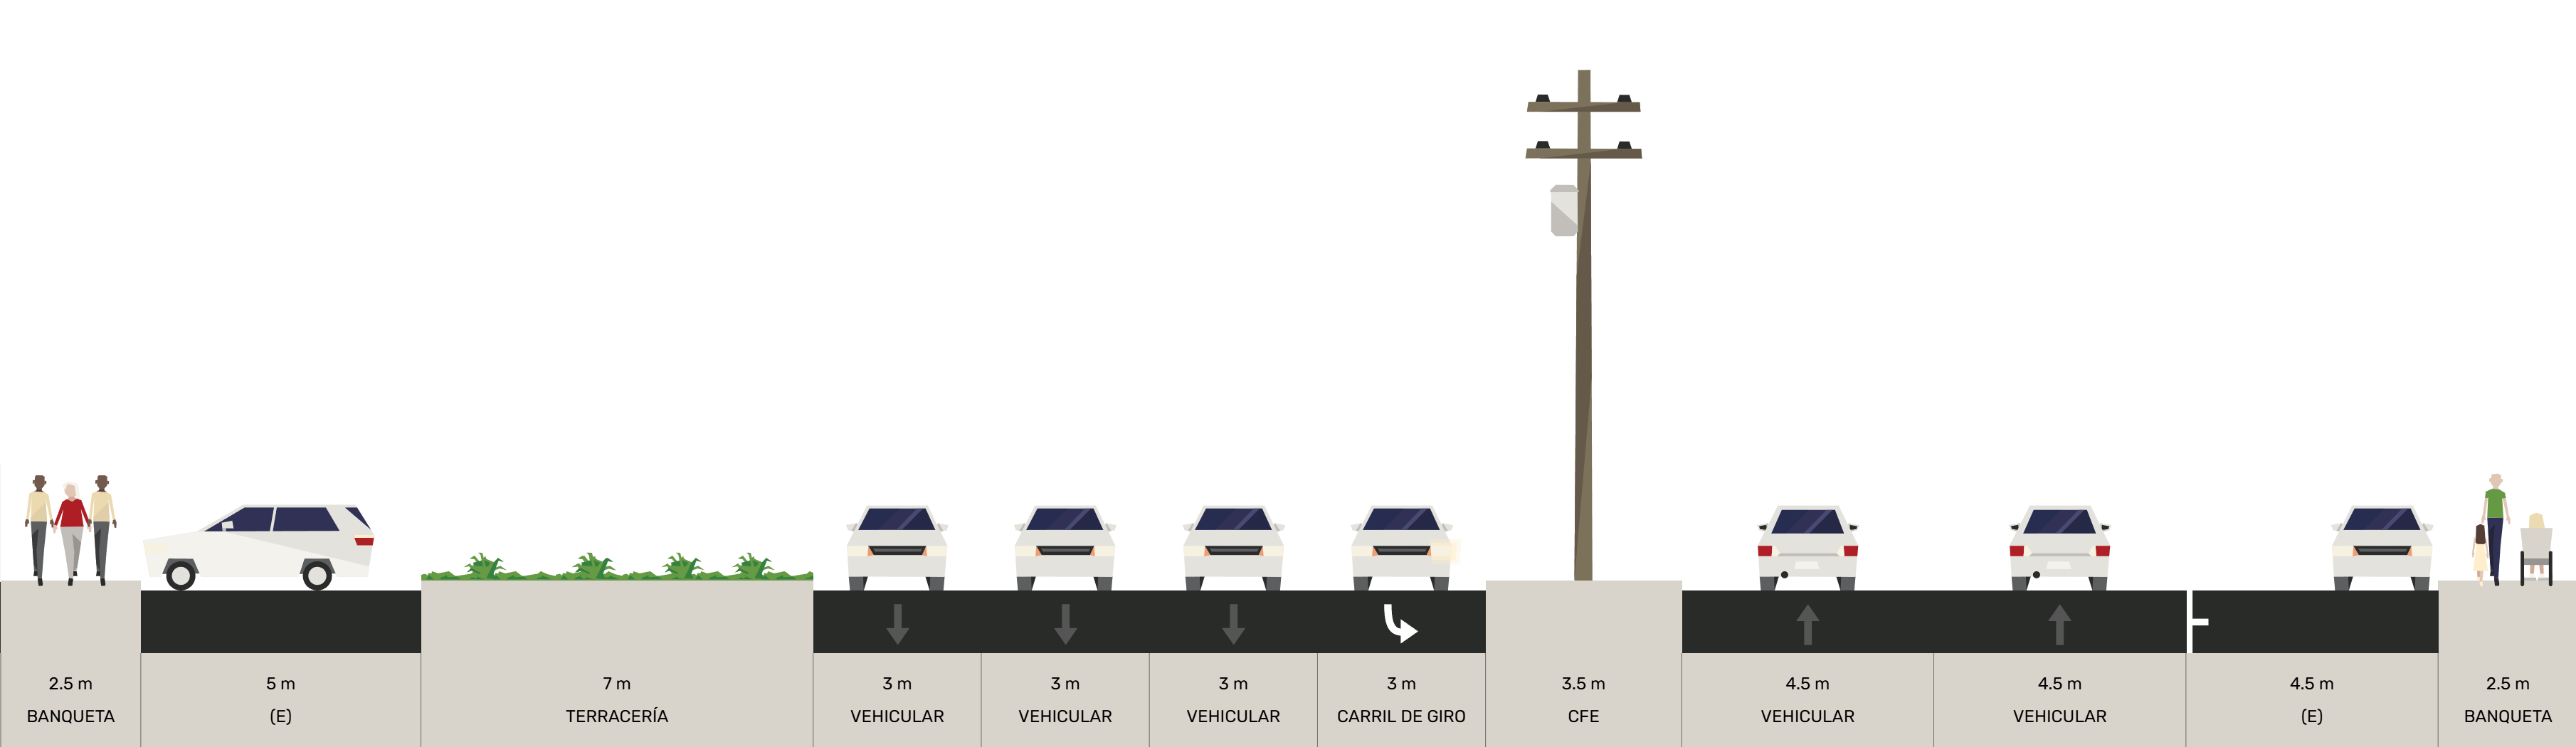 2.5 m
BANQUETA
5 m
(E)
7 m
TERRACERÍA
3 m
VEHICULAR
3 m
VEHICULAR
3 m
VEHICULAR
3 m
CARRIL DE GIRO
3.5 m
CFE
4.5 m
VEHICULAR
4.5 m
VEHICULAR
4.5 m
(E)
2.5 m
BANQUETA